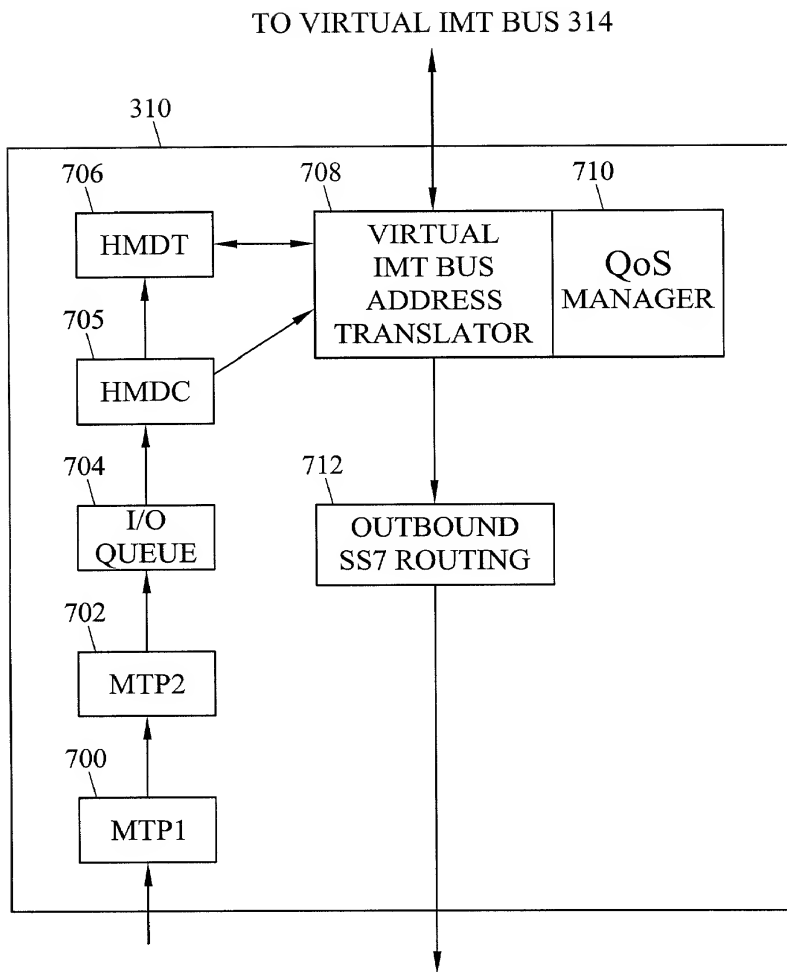 TO VIRTUAL IMT BUS 314
310
706
708
710
HMDT
VIRTUAL
IMT BUS
ADDRESS
TRANSLATOR
QoS
MANAGER
705
HMDC
704
I/O
QUEUE
712
OUTBOUND
SS7 ROUTING
702
MTP2
700
MTP1